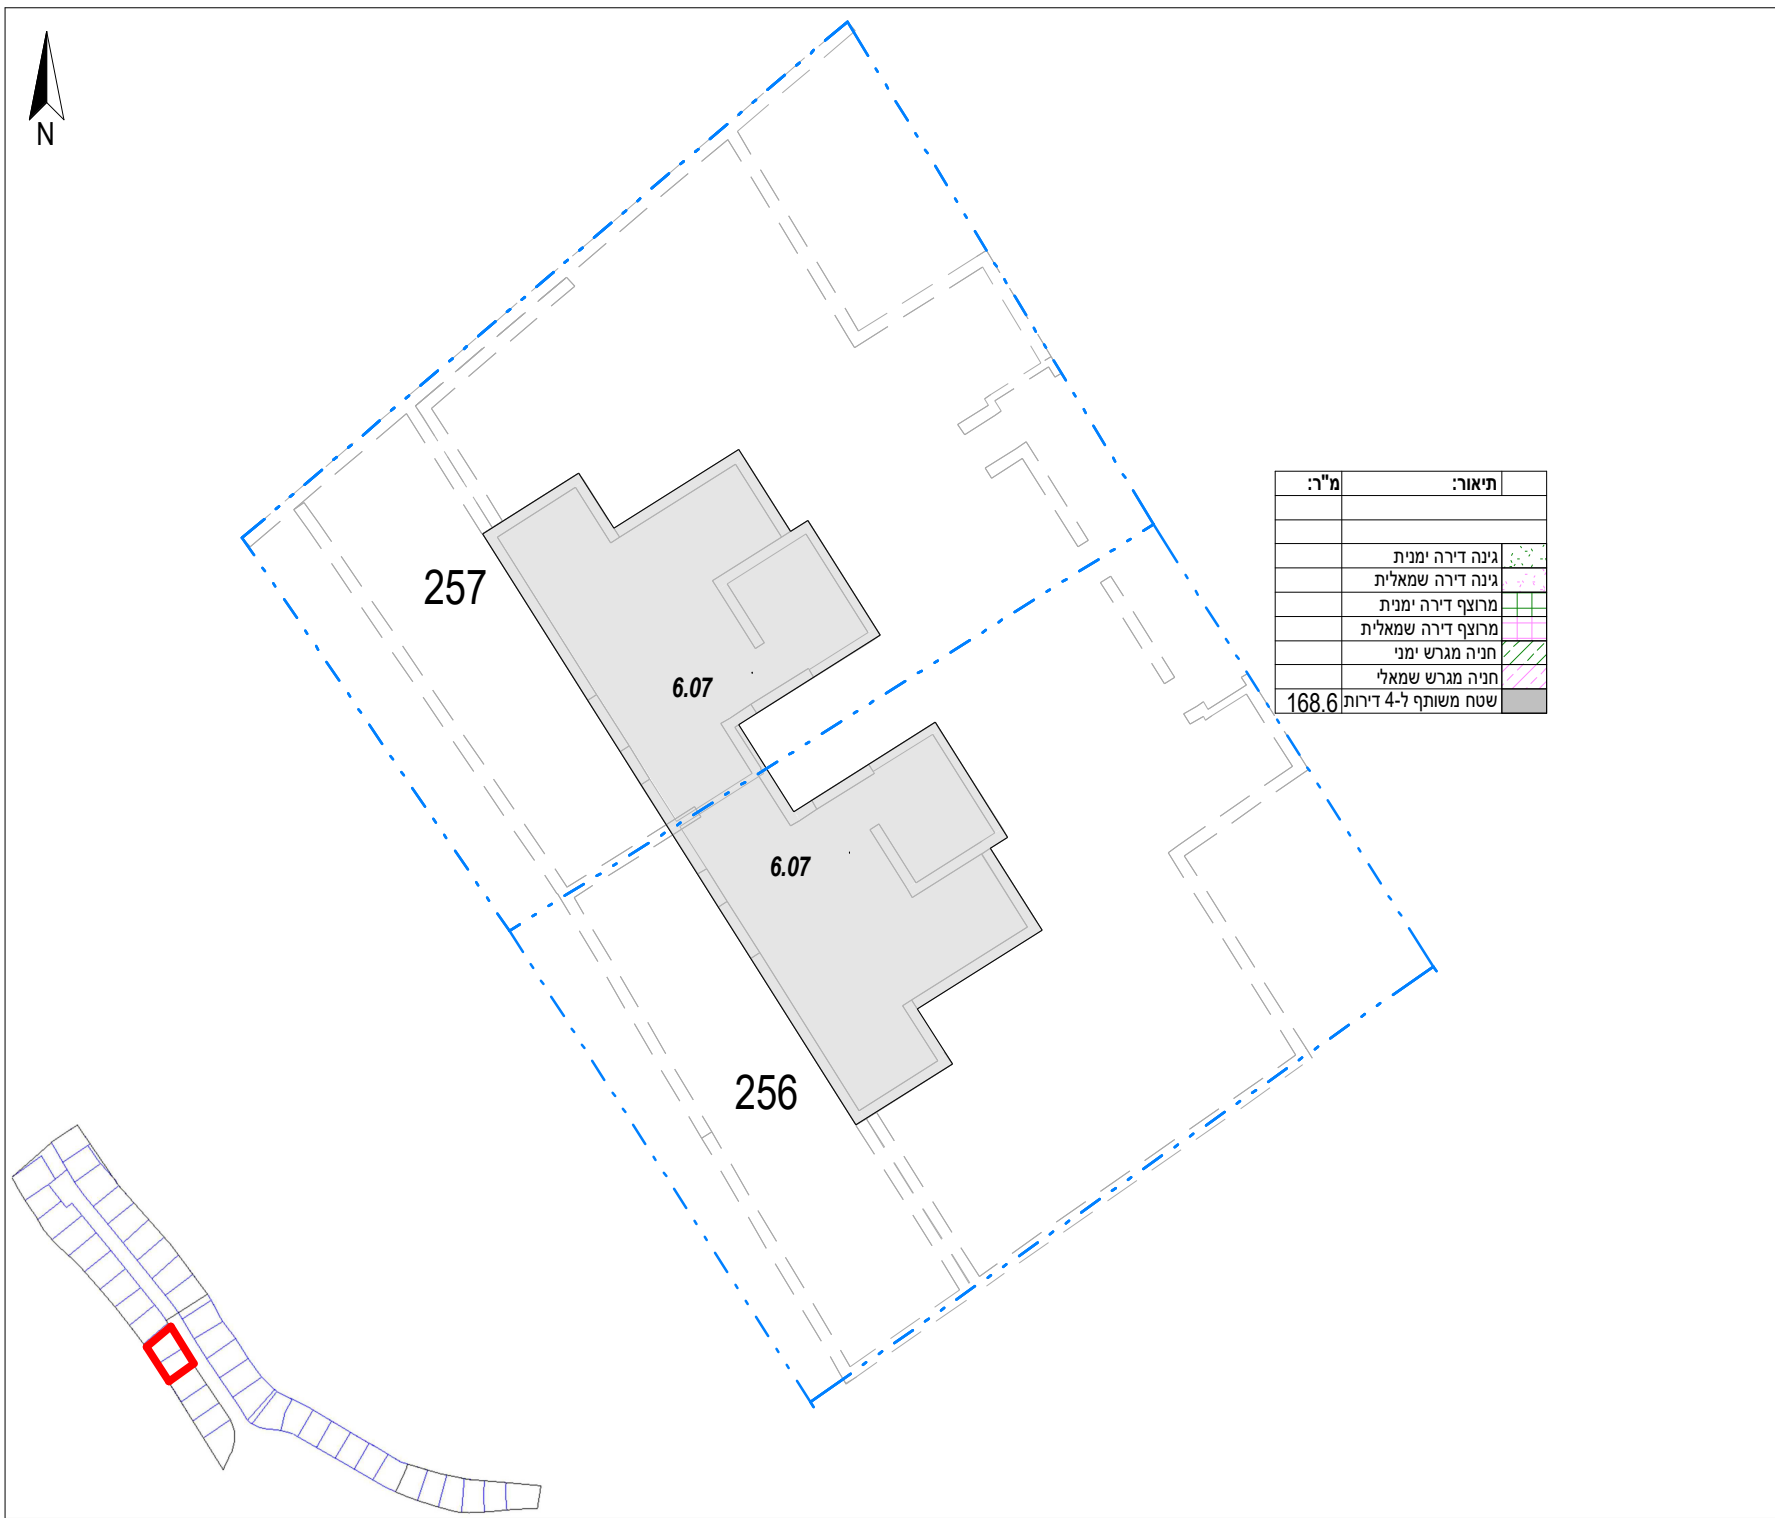 N
257
6.07
6.07
256
תיאור: מ"ר:
גינה דירה ימנית
גינה דירה שמאלית
מרוצף דירה ימנית
מרוצף דירה שמאלית
חניה מגרש ימני
חניה מגרש שמאלי
שטח משותף ל-4 דירות 168.6